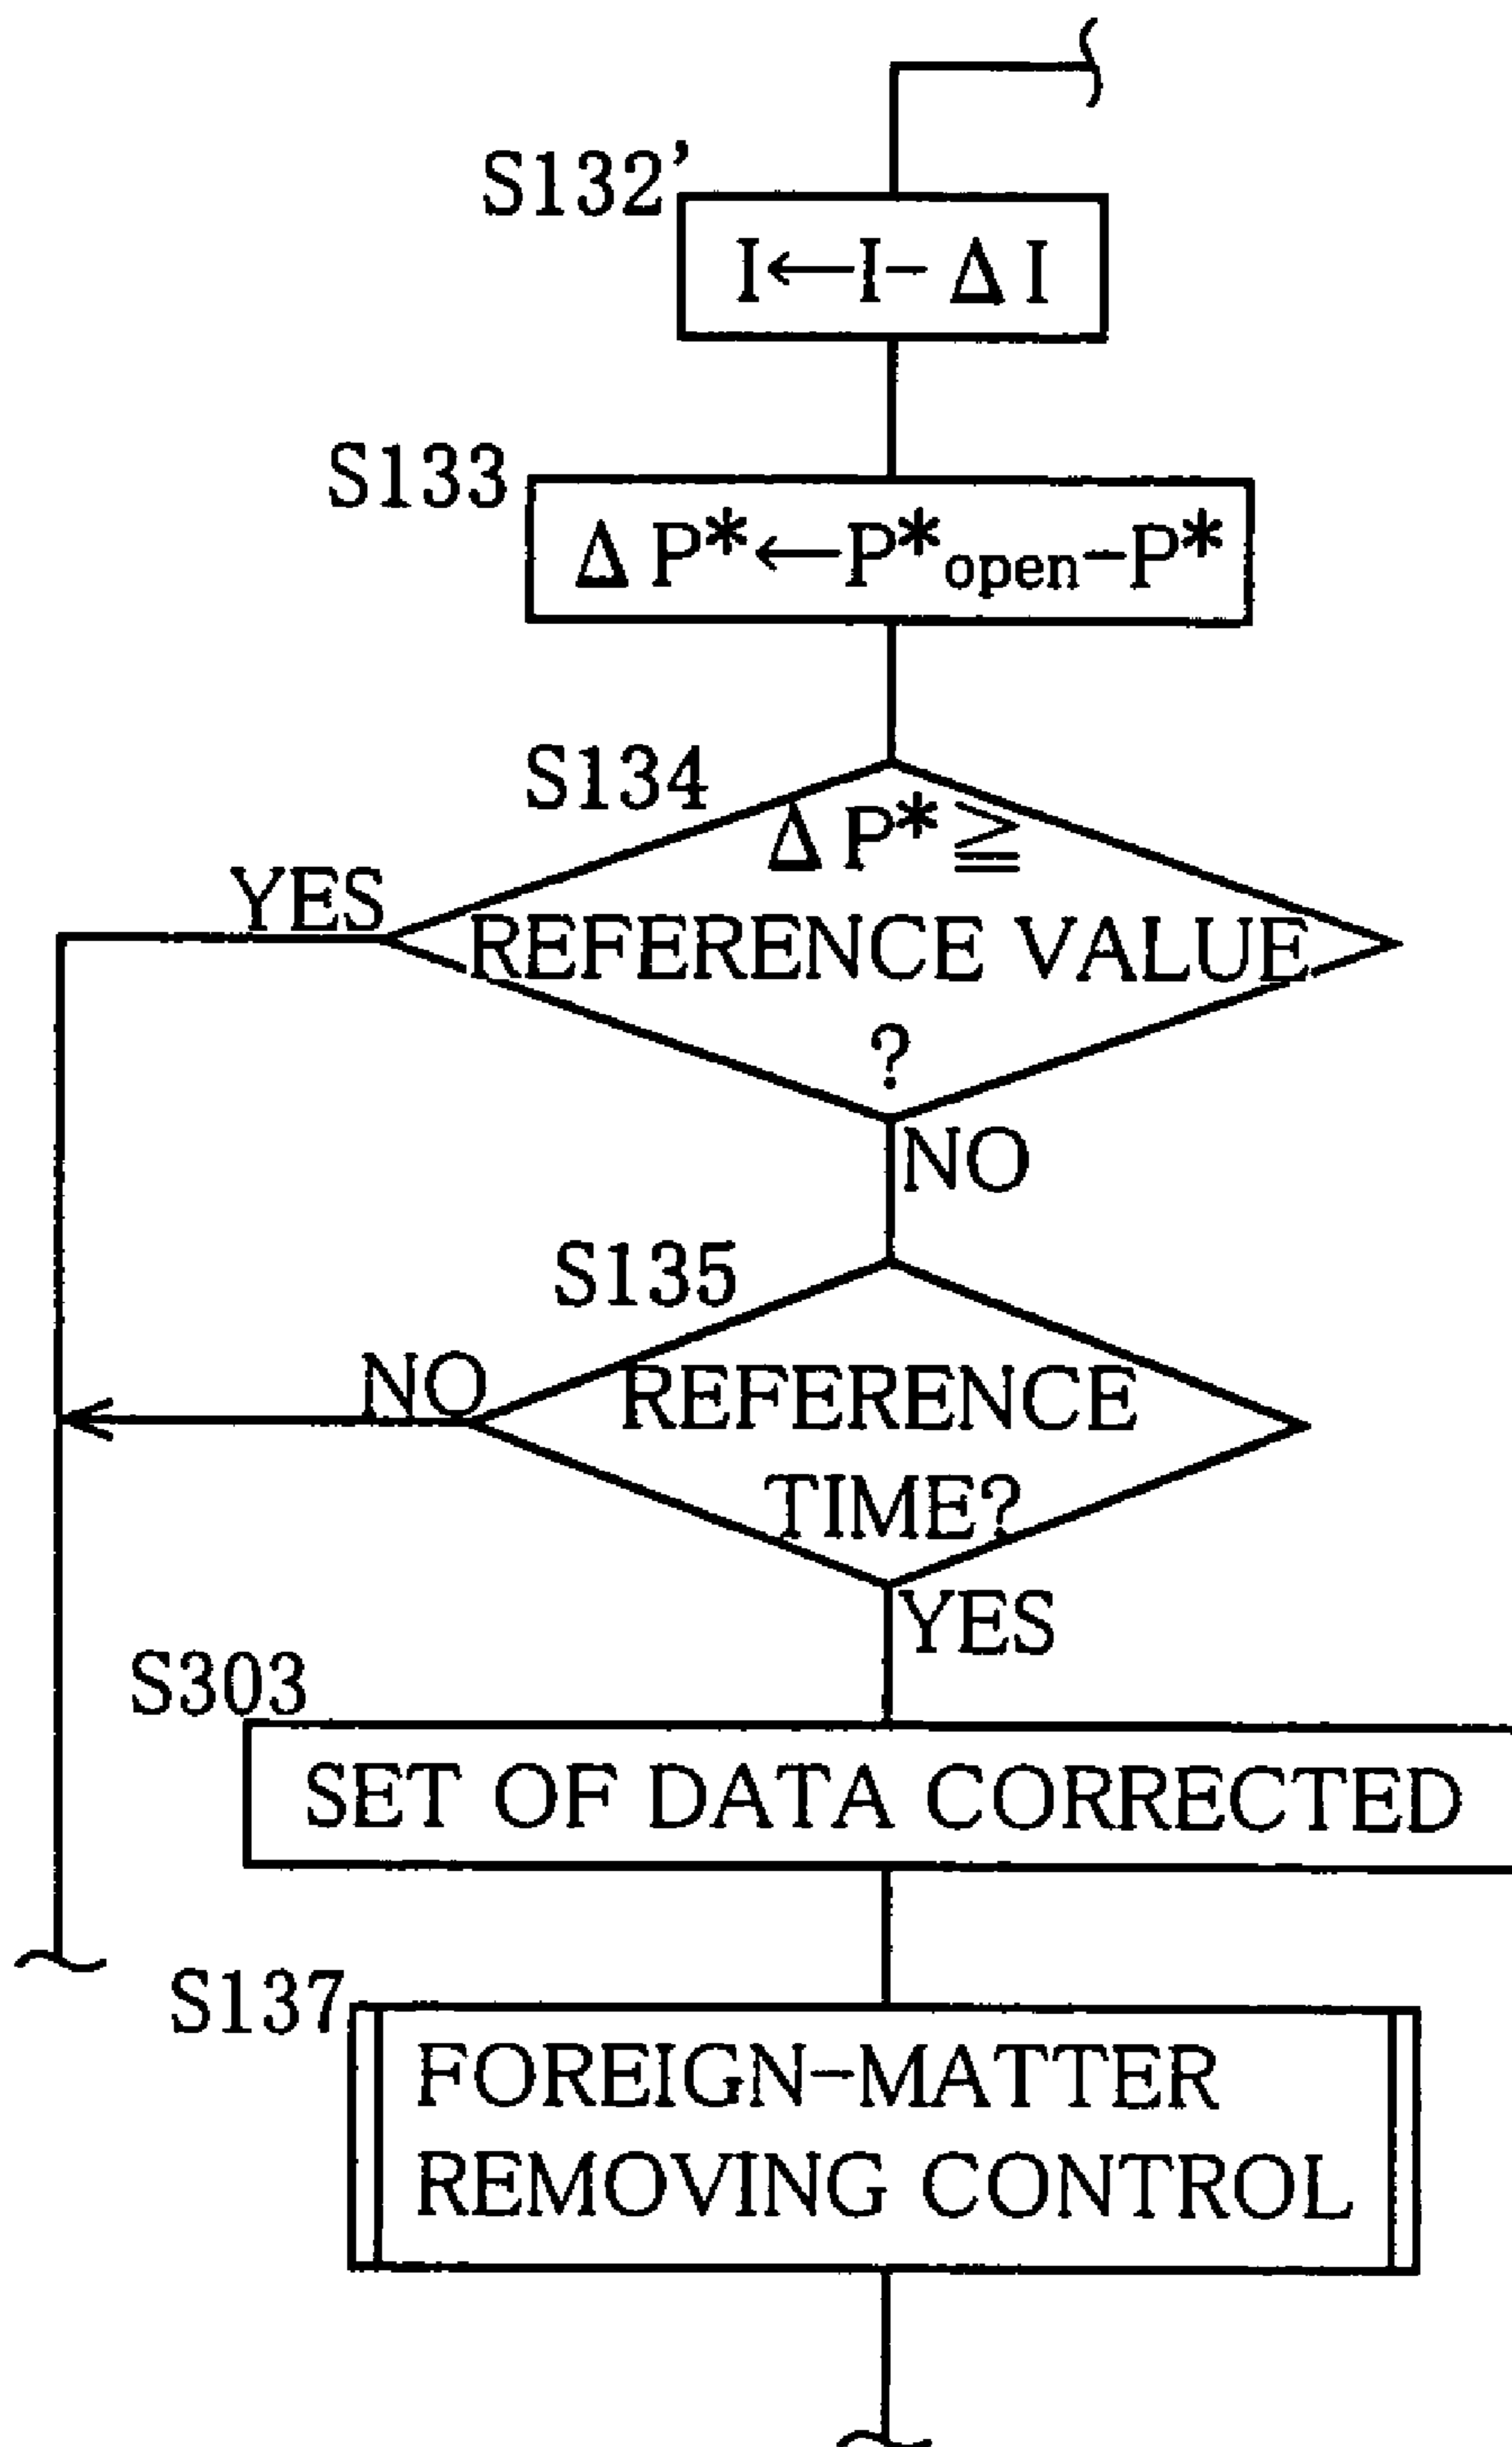 S132’
I←I−ΔI
S133
ΔP*←P*open−P*
S134
ΔP*≧
YES
REFERENCE VALUE
?
NO
S135
NO
REFERENCE
TIME?
YES
S303
SET OF DATA CORRECTED
S137
FOREIGN-MATTER
REMOVING CONTROL